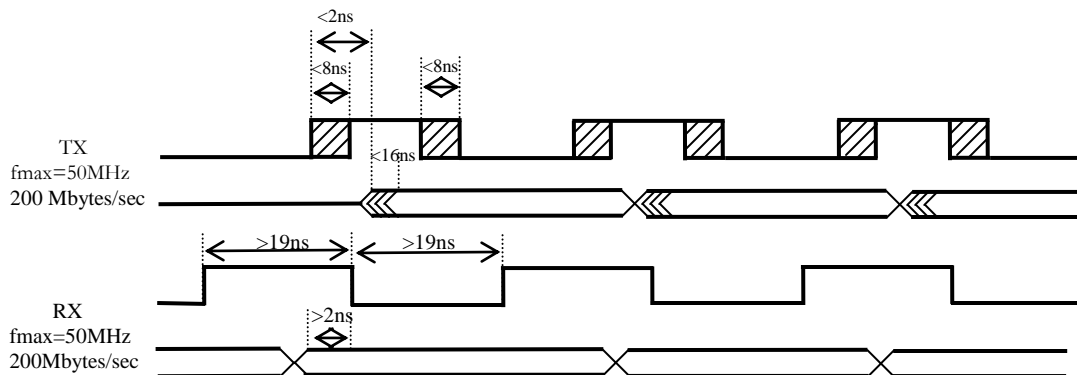 <2ns
<8ns
<8ns
TX
fmax=50MHz
200 Mbytes/sec
<16ns
>19ns
>19ns
RX
fmax=50MHz
200Mbytes/sec
>2ns